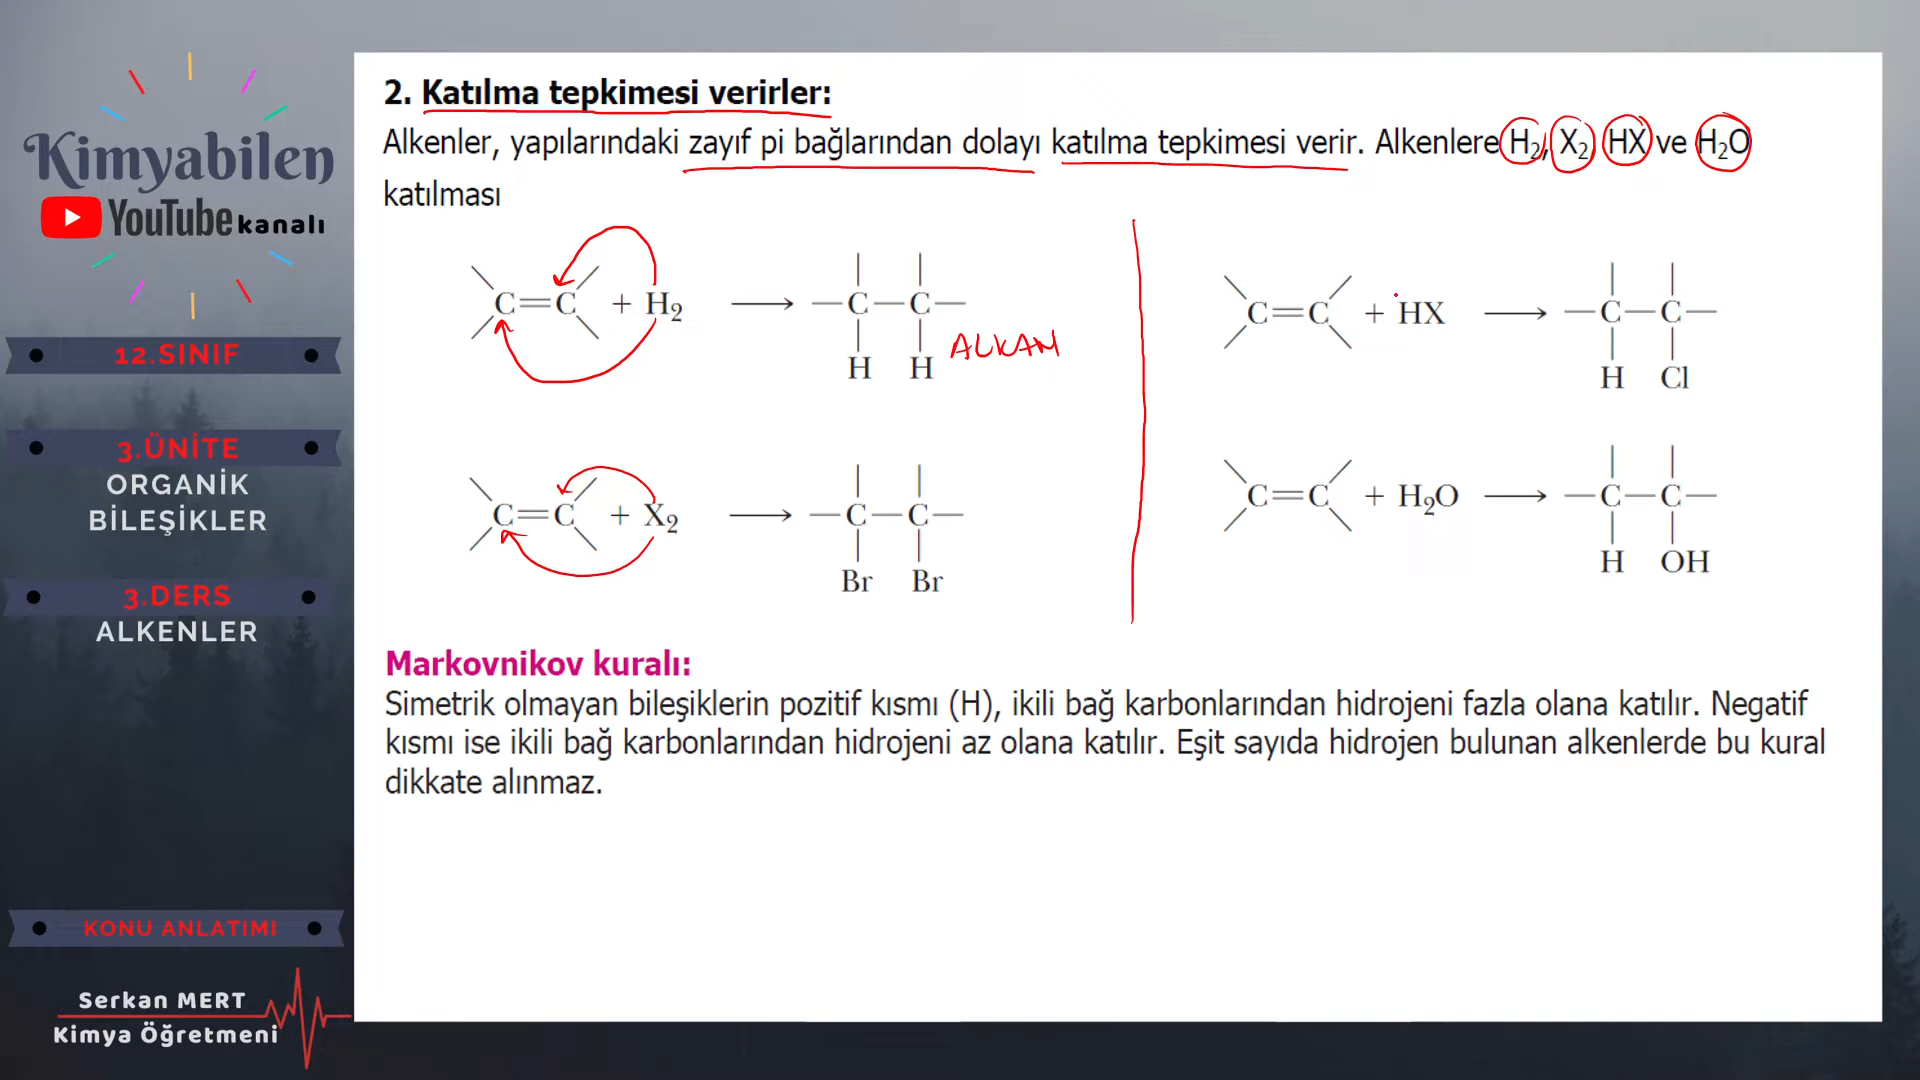 Kimyabilen
YouTube kanalı
12.SINIF
3.ÜNİTE
ORGANİK
BİLEŞİKLER
3.DERS
ALKENLER
KONU ANLATIMI
Serkan MERT
Kimya Öğretmeni
2. Katılma tepkimesi verirler:
Alkenler, yapılarındaki zayıf pi bağlarından dolayı katılma tepkimesi verir. Alkenlere H₂, X₂, HX ve H₂O
katılması
C=C + H₂ ⟶ —C—C—
H H
ALKAN
C=C + HX ⟶ —C—C—
H Cl
C=C + X₂ ⟶ —C—C—
Br Br
C=C + H₂O ⟶ —C—C—
H OH
Markovnikov kuralı:
Simetrik olmayan bileşiklerin pozitif kısmı (H), ikili bağ karbonlarından hidrojeni fazla olana katılır. Negatif
kısmı ise ikili bağ karbonlarından hidrojeni az olana katılır. Eşit sayıda hidrojen bulunan alkenlerde bu kural
dikkate alınmaz.